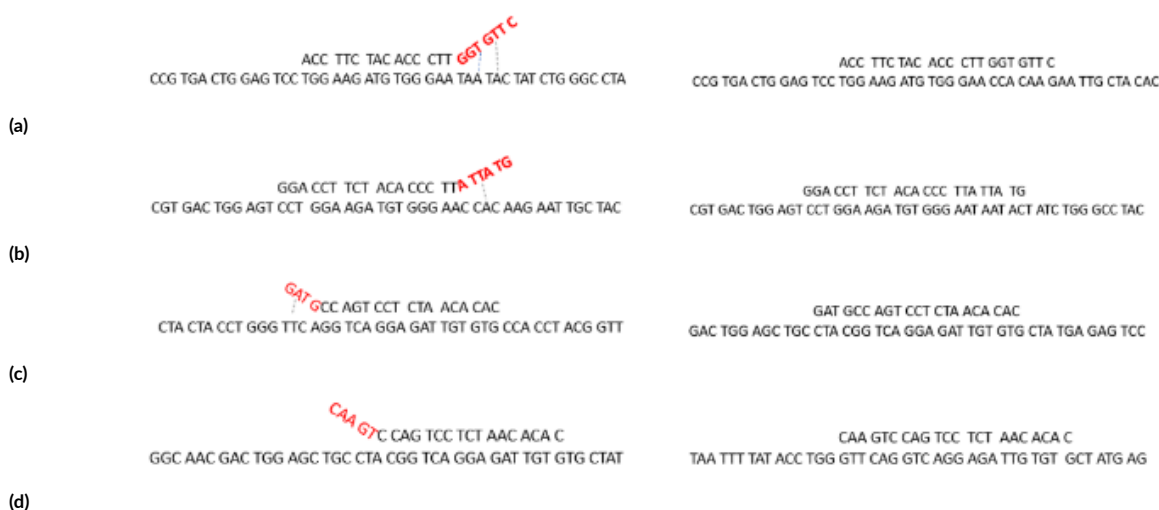 ACC TTC TAC ACC CTT GGT GTT C
CCG TGA CTG GAG TCC TGG AAG ATG TGG GAA TAA TAC TAT CTG GGC CTA
ACC TTC TAC ACC CTT GGT GTT C
CCG TGA CTG GAG TCC TGG AAG ATG TGG GAA CCA CAA GAA TTG CTA CAC
(a)
GGA CCT TCT ACA CCC TTA TTA TG
CGT GAC TGG AGT CCT GGA AGA TGT GGG AAC CAC AAG AAT TGC TAC
GGA CCT TCT ACA CCC TTA TTA TG
CGT GAC TGG AGT CCT GGA AGA TGT GGG AAT AAT ACT ATC TGG GCC TAC
(b)
GAT GCC AGT CCT CTA ACA CAC
CTA CTA CCT GGG TTC AGG TCA GGA GAT TGT GTG CCA CCT ACG GTT
GAT GCC AGT CCT CTA ACA CAC
GAC TGG AGC TGC CTA CGG TCA GGA GAT TGT GTG CTA TGA GAG TCC
(c)
CAA GTC CAG TCC TCT AAC ACA C
GGC AAC GAC TGG AGC TGC CTA CGG TCA GGA GAT TGT GTG CTAT
CAA GTC CAG TCC TCT AAC ACA C
TAA TTT TAT ACC TGG GTT CAG GTC AGG AGA TTG TGT GCT ATG AG
(d)